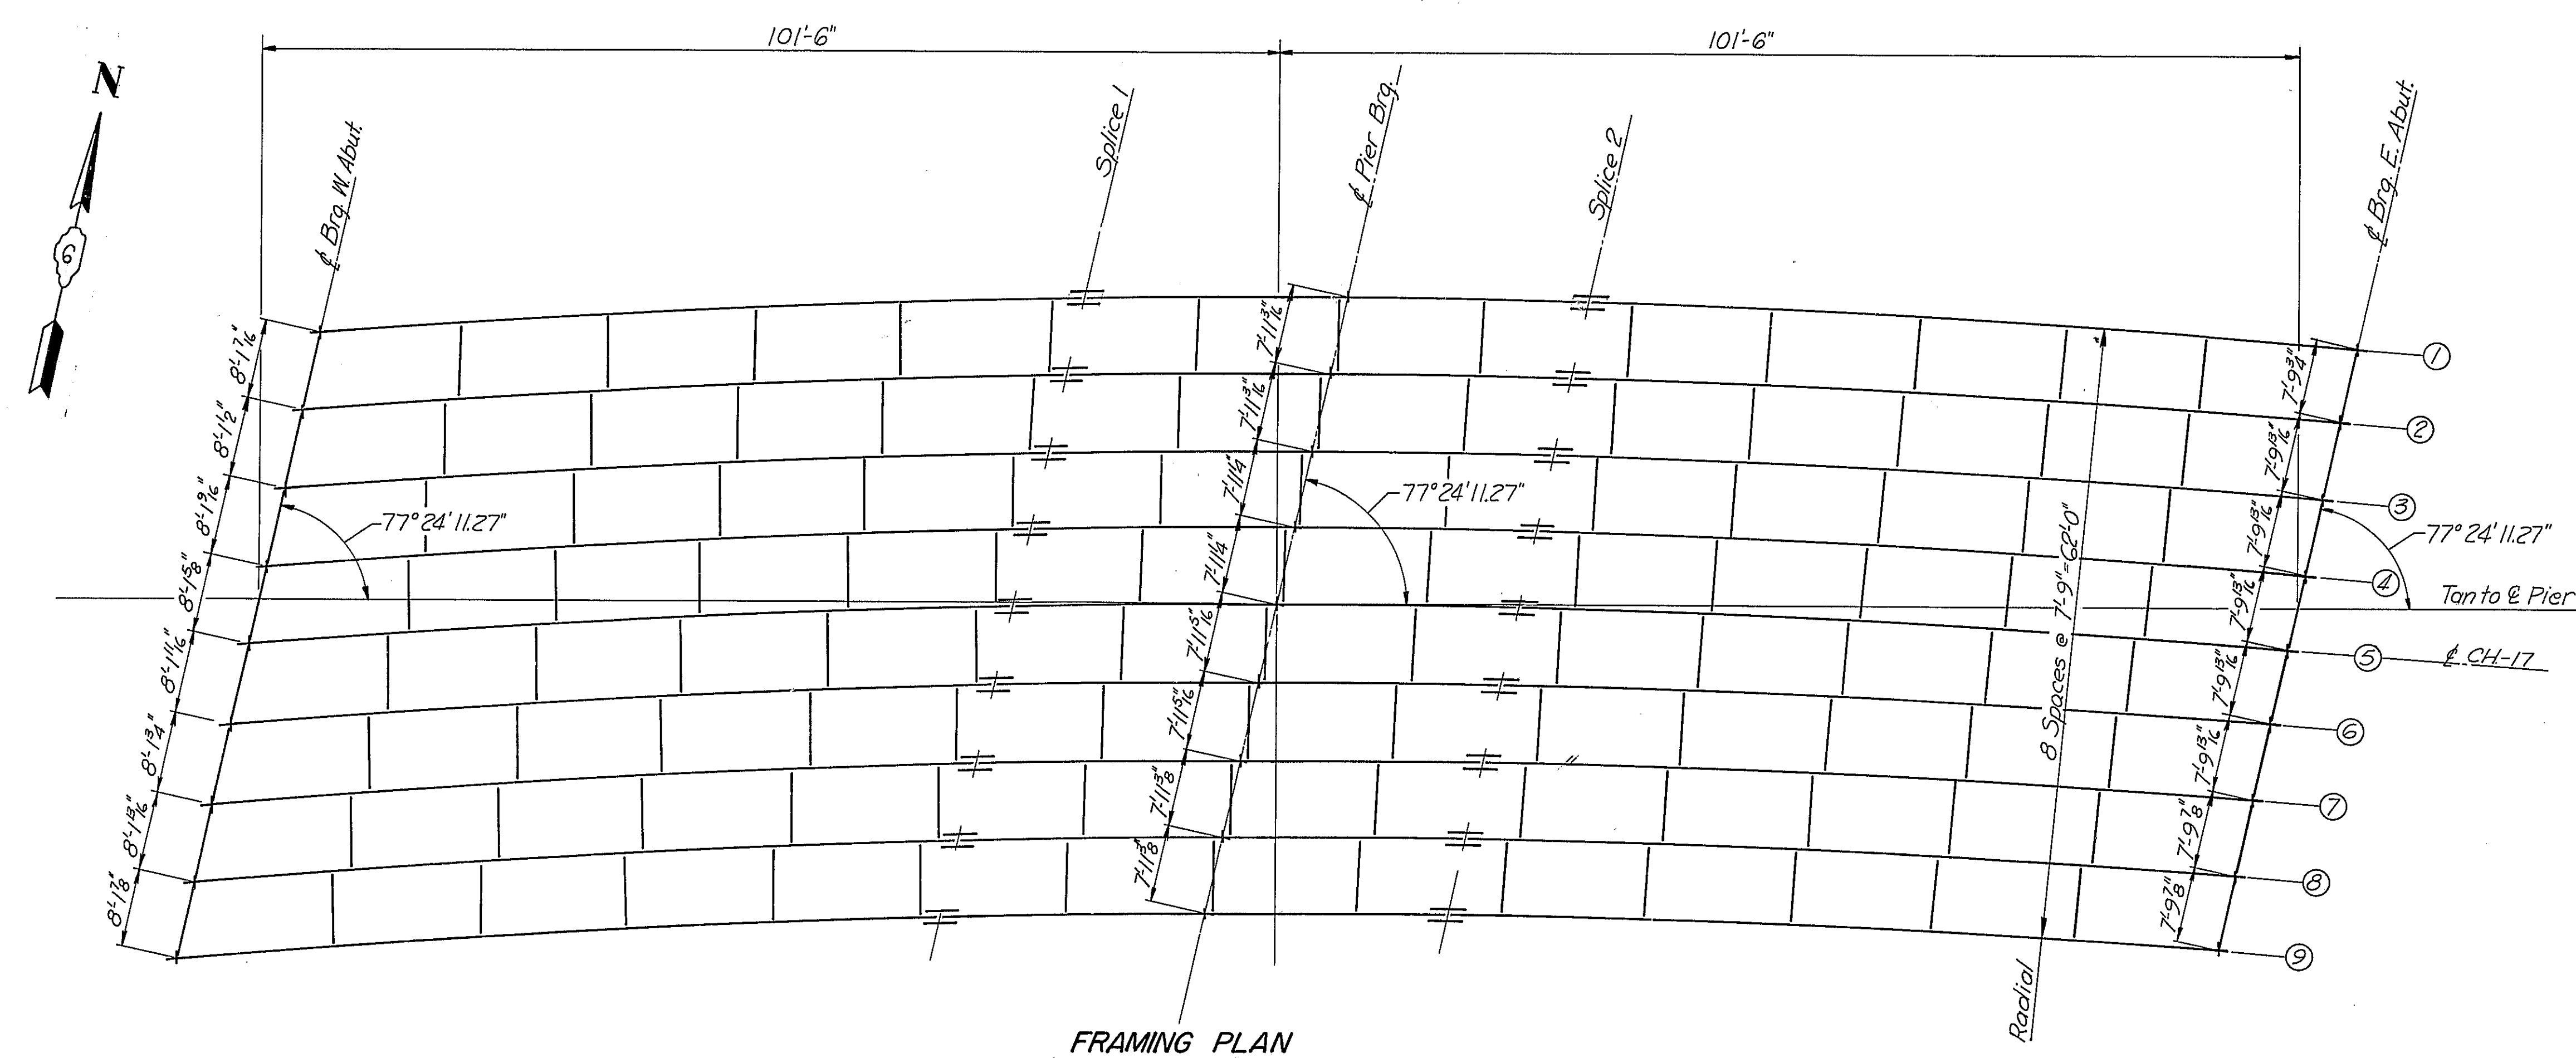 101'-6"
101'-6"
N
6
℄ Brg. W. Abut.
Splice 1
℄ Pier Brg.
Splice 2
℄ Brg. E. Abut.
8'-1 7/16"
8'-1 1/2"
8'-1 9/16"
8'-1 5/8"
8'-1 11/16"
8'-1 3/4"
8'-1 13/16"
8'-1 7/8"
77° 24' 11.27"
7'-11 3/16"
7'-11 3/16"
7'-11 1/4"
7'-11 1/4"
7'-11 5/16"
7'-11 5/16"
7'-11 3/8"
7'-11 3/8"
77° 24' 11.27"
8 Spaces @ 7'-9" = 62'-0"
Radial
7'-9 3/4"
7'-9 13/16"
7'-9 13/16"
7'-9 13/16"
7'-9 13/16"
7'-9 13/16"
7'-9 7/8"
7'-9 7/8"
77° 24' 11.27"
1
2
3
4
Tan to ℄ Pier
5
℄ CH-17
6
7
8
9
FRAMING PLAN